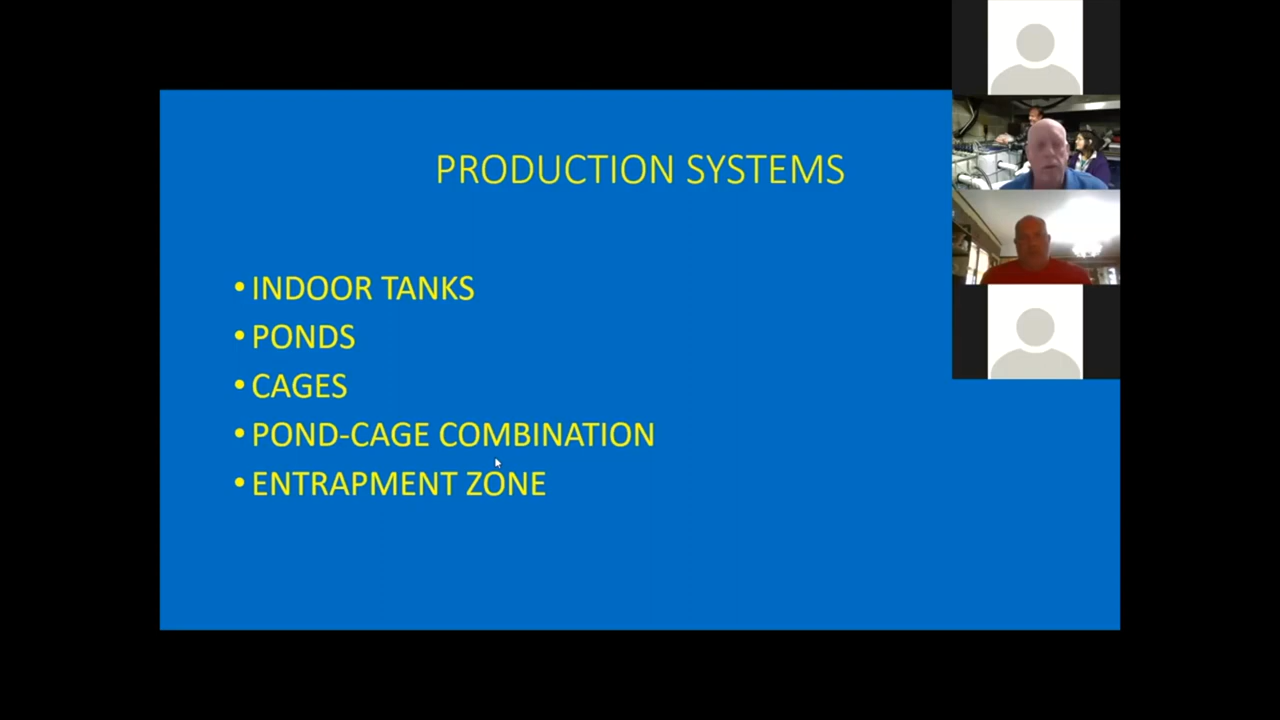 PRODUCTION SYSTEMS
• INDOOR TANKS
• PONDS
• CAGES
• POND-CAGE COMBINATION
• ENTRAPMENT ZONE